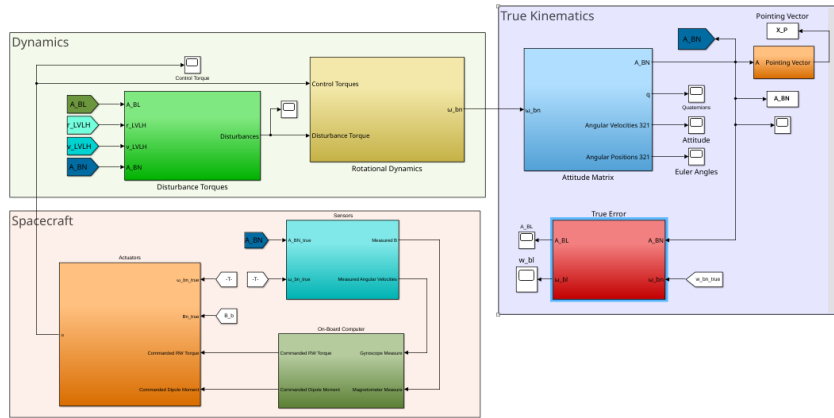 Dynamics
Control Torque
A_BL
r_LVLH
v_LVLH
A_BN
A_BL
r_LVLH
v_LVLH
A_BN
Disturbances
Disturbance Torques
Control Torques
Disturbance Torque
ω_bn
Rotational Dynamics
True Kinematics
A_BN
Pointing Vector
X_P
A
Pointing Vector
ω_bn
A_BN
q
Angular Velocities 321
Angular Positions 321
Attitude Matrix
Quaternions
Attitude
Euler Angles
A_BN
True Error
A_BL
w_bl
A_BL
ω_bl
A_BN
ω_bn
w_bn_true
Spacecraft
Sensors
A_BN
A_BN_true
ω_bn_true
Measured B
Measured Angular Velocities
-T-
-T-
Actuators
ω_bn_true
Bn_true
B_b
Commanded RW Torque
Commanded Dipole Moment
u
On-Board Computer
Commanded RW Torque
Commanded Dipole Moment
Gyroscope Measure
Magnetometer Measure